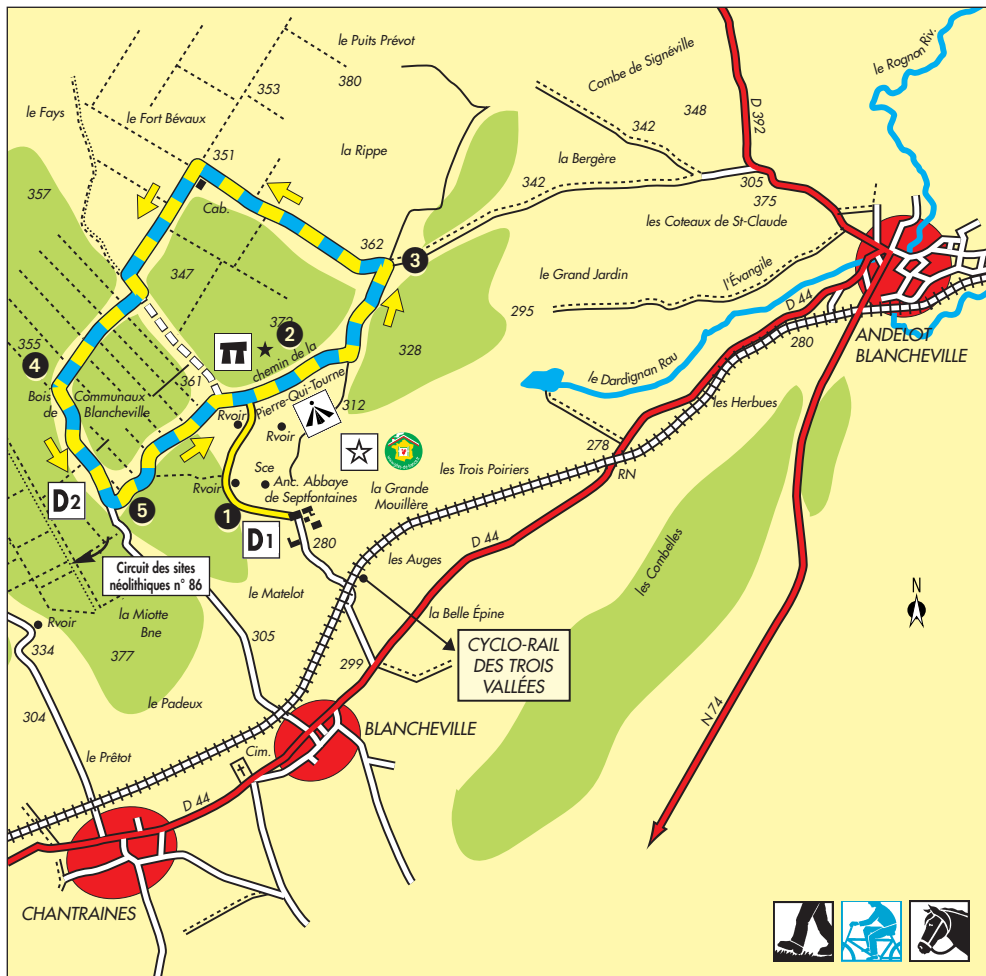 le Puits Prévot
380
353
le Fays
le Fort Bévaux
Combe de Signéville
348
342
D 392
le Rognon Riv.
351
la Rippe
la Bergère
342
305
375
357
Cab.
362
3
les Coteaux de St-Claude
347
le Grand Jardin
l'Évangile
295
D 44
280
ANDELOT
BLANCHEVILLE
373
2
chemin de la
Pierre-Qui-Tourne
328
355
4
361
Bois
de
Communaux
Blancheville
312
le Dardignan Rau
les Herbues
Rvoir
Rvoir
278
RN
Sce
Anc. Abbaye
de Septfontaines
les Trois Poiriers
la Grande
Mouillère
Rvoir
D2
5
1
D1
280
D 44
les Auges
les Combelles
Circuit des sites
néolithiques n° 86
le Matelot
la Belle Épine
N
la Miotte
Bne
Rvoir
334
305
377
299
CYCLO-RAIL
DES TROIS
VALLÉES
304
le Padeux
N 74
BLANCHEVILLE
le Prêtot
Cim.
D 44
CHANTRAINES